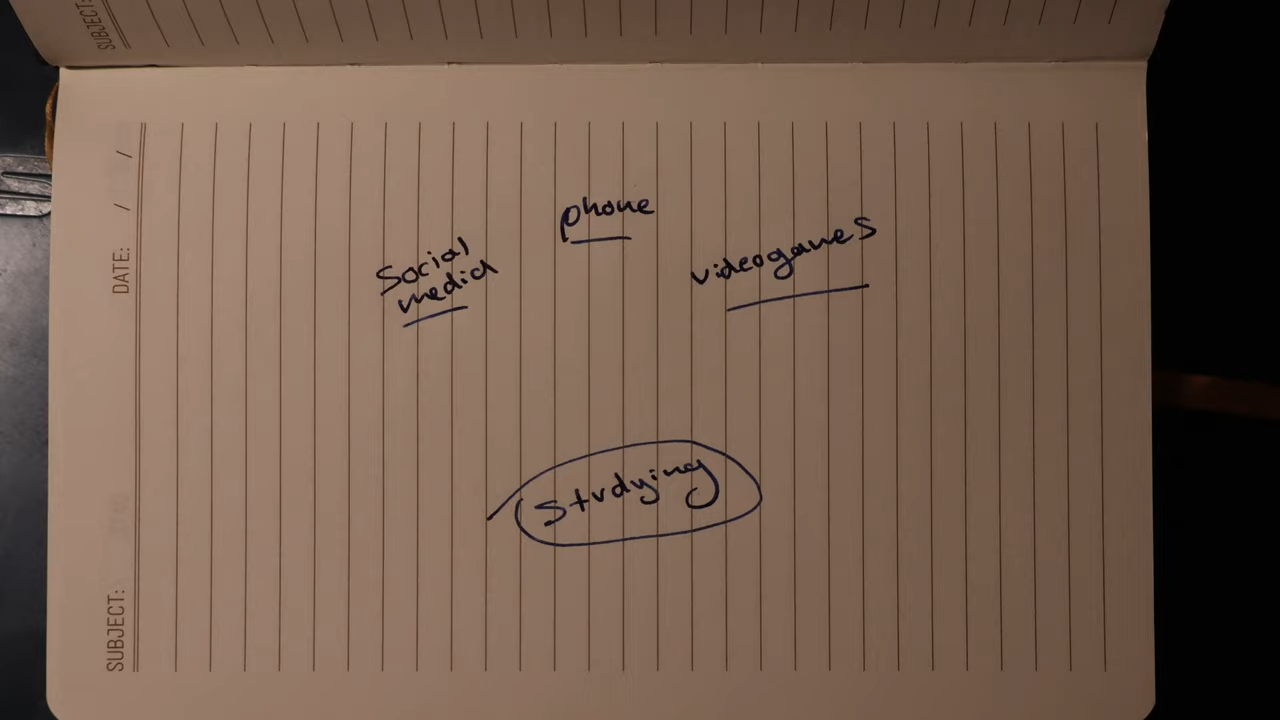 SUBJECT:
phone
Social
media
videogames
studying
DATE: / /
SUBJECT: